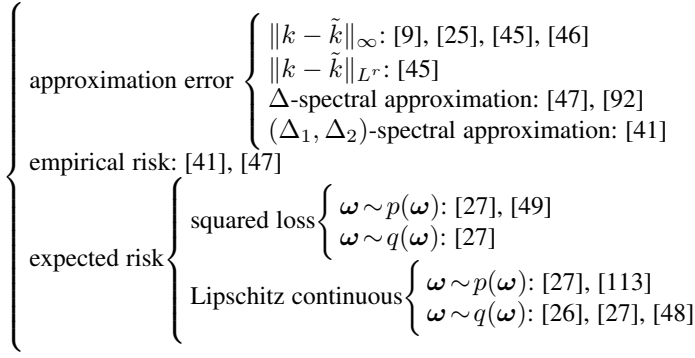 approximation error { ‖k − k̃‖∞: [9], [25], [45], [46]
‖k − k̃‖Lʳ: [45]
Δ-spectral approximation: [47], [92]
(Δ₁, Δ₂)-spectral approximation: [41]
empirical risk: [41], [47]
expected risk { squared loss { ω ∼ p(ω): [27], [49]
ω ∼ q(ω): [27]
Lipschitz continuous { ω ∼ p(ω): [27], [113]
ω ∼ q(ω): [26], [27], [48]